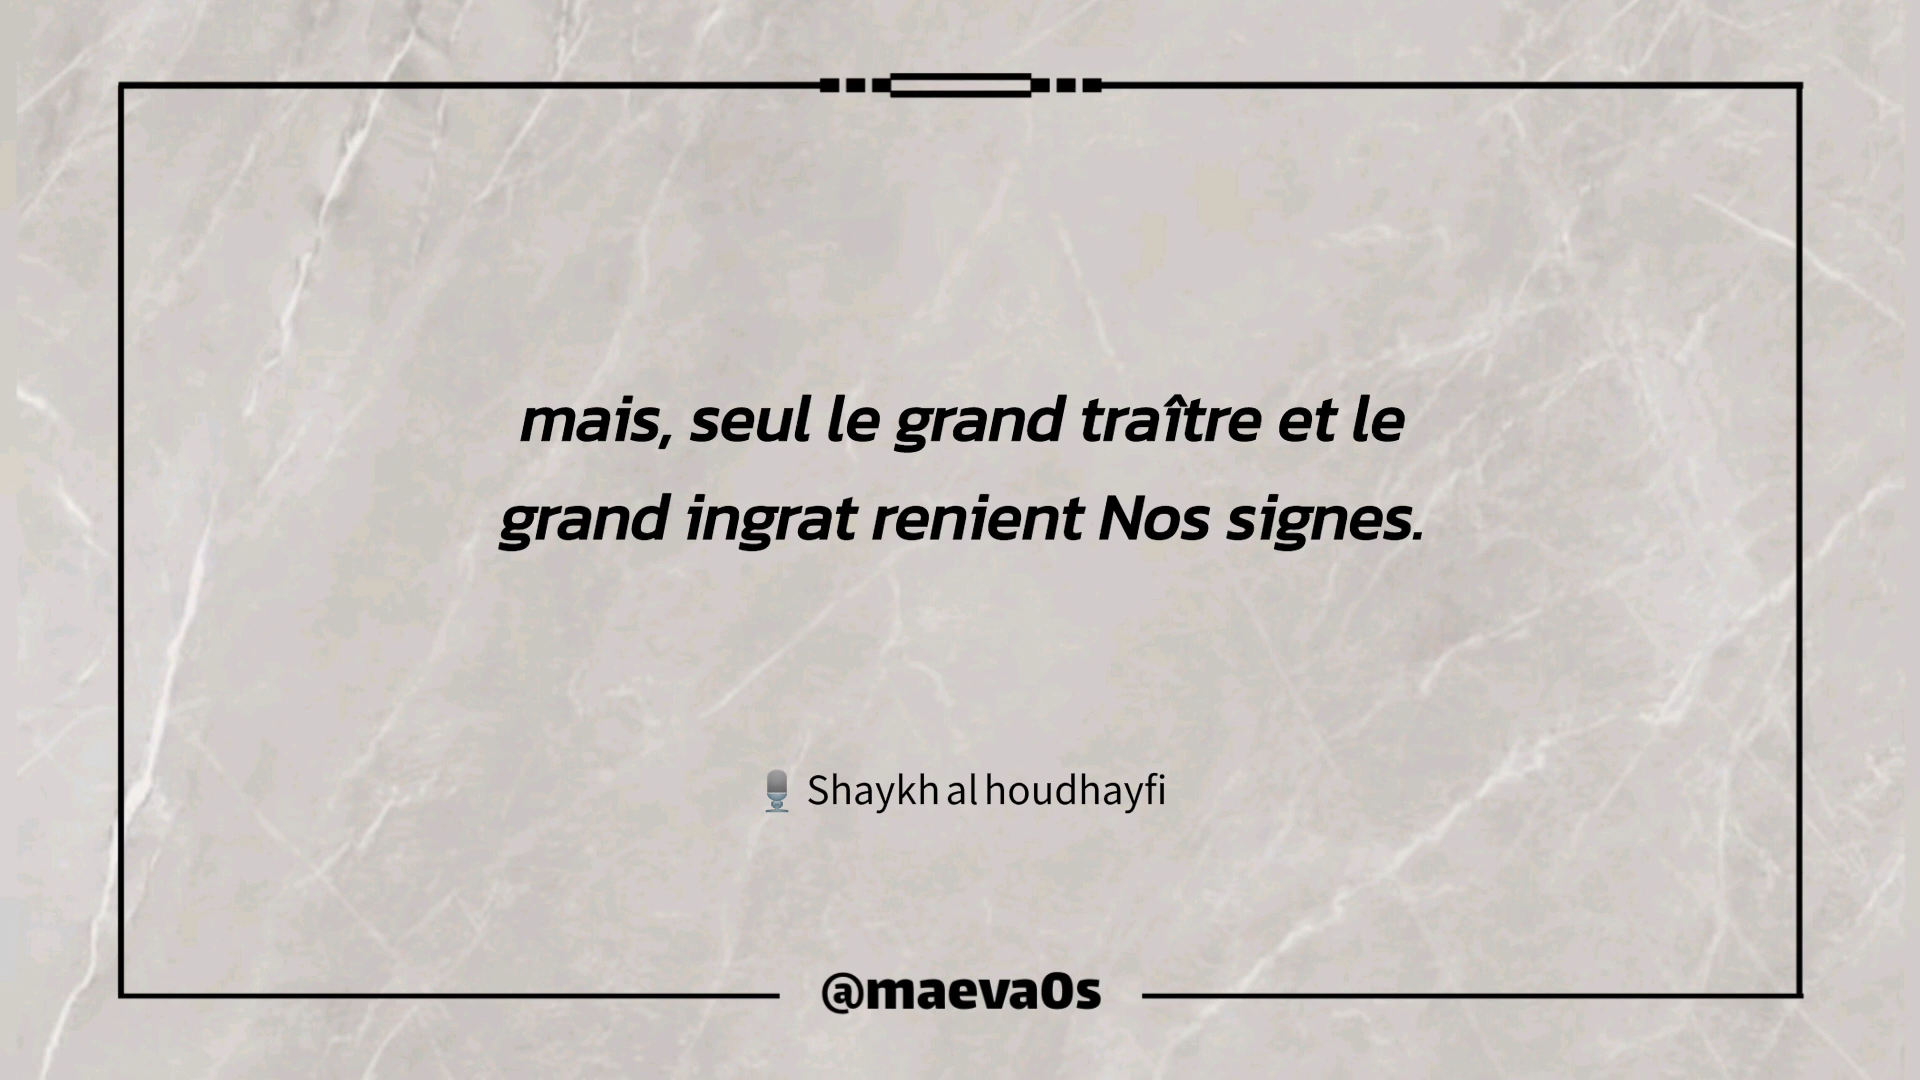 mais, seul le grand traître et le
grand ingrat renient Nos signes.
🎙️ Shaykh al houdhayfi
@maeva0s